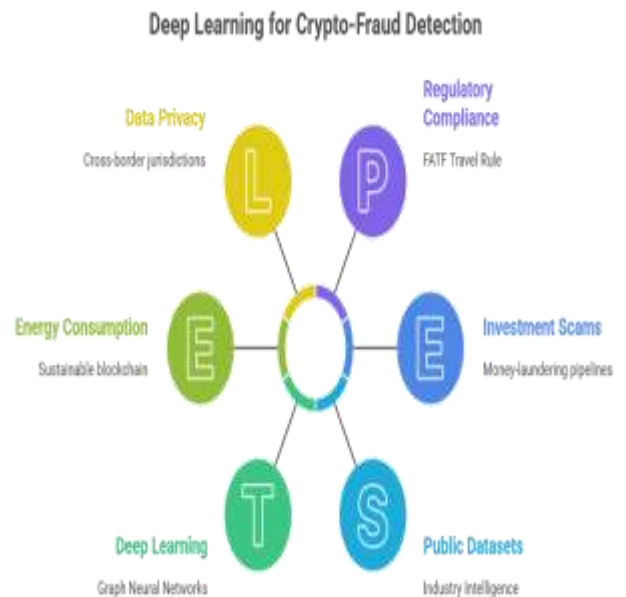 Deep Learning for Crypto-Fraud Detection
Regulatory
Compliance
FATF Travel Rule
P
Data Privacy
Cross-border jurisdictions
L
Energy Consumption
Sustainable blockchain
E
E
Investment Scams
Money-laundering pipelines
T
Deep Learning
Graph Neural Networks
S
Public Datasets
Industry Intelligence